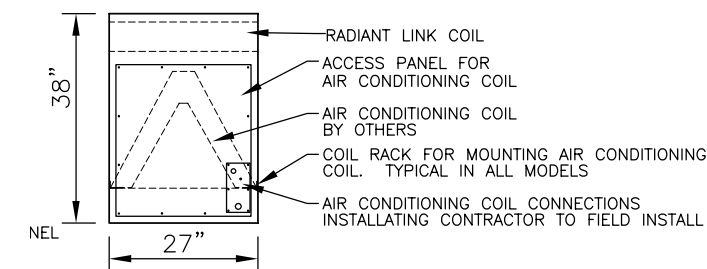 RADIANT LINK COIL
ACCESS PANEL FOR
AIR CONDITIONING COIL
38"
AIR CONDITIONING COIL
BY OTHERS
COIL RACK FOR MOUNTING AIR CONDITIONING
COIL. TYPICAL IN ALL MODELS
AIR CONDITIONING COIL CONNECTIONS
INSTALLATING CONTRACTOR TO FIELD INSTALL
NEL
27"